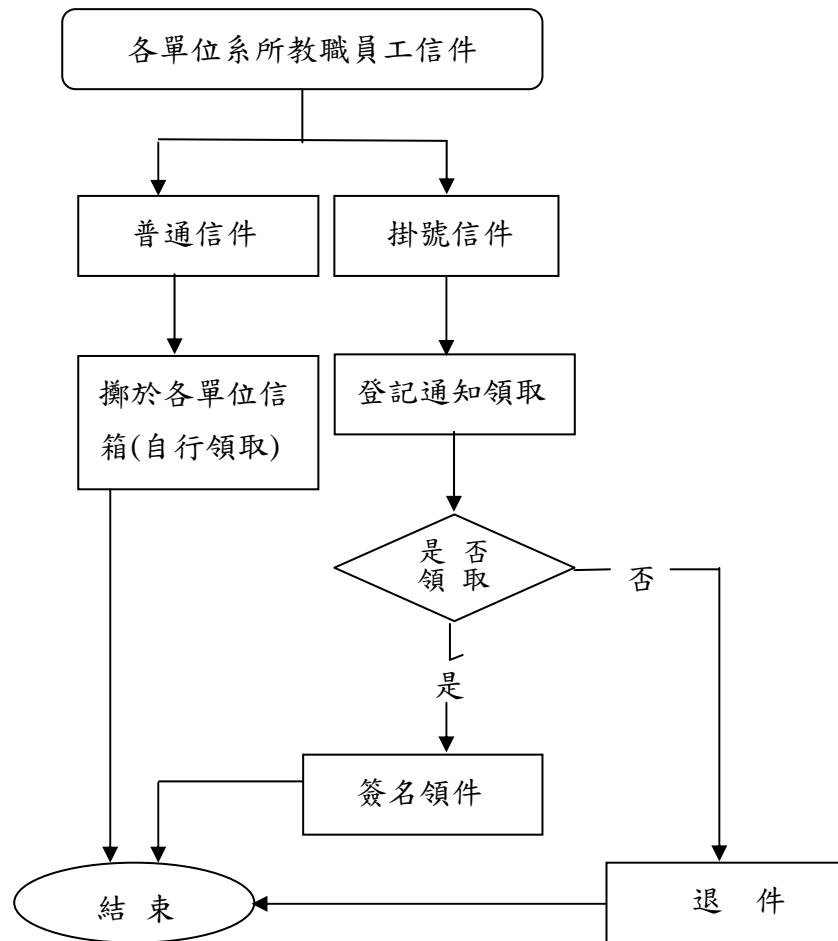 各單位系所教職員工信件
普通信件
掛號信件
擲於各單位信
箱(自行領取)
登記通知領取
是 否
領 取
否
是
簽名領件
結 束
退 件